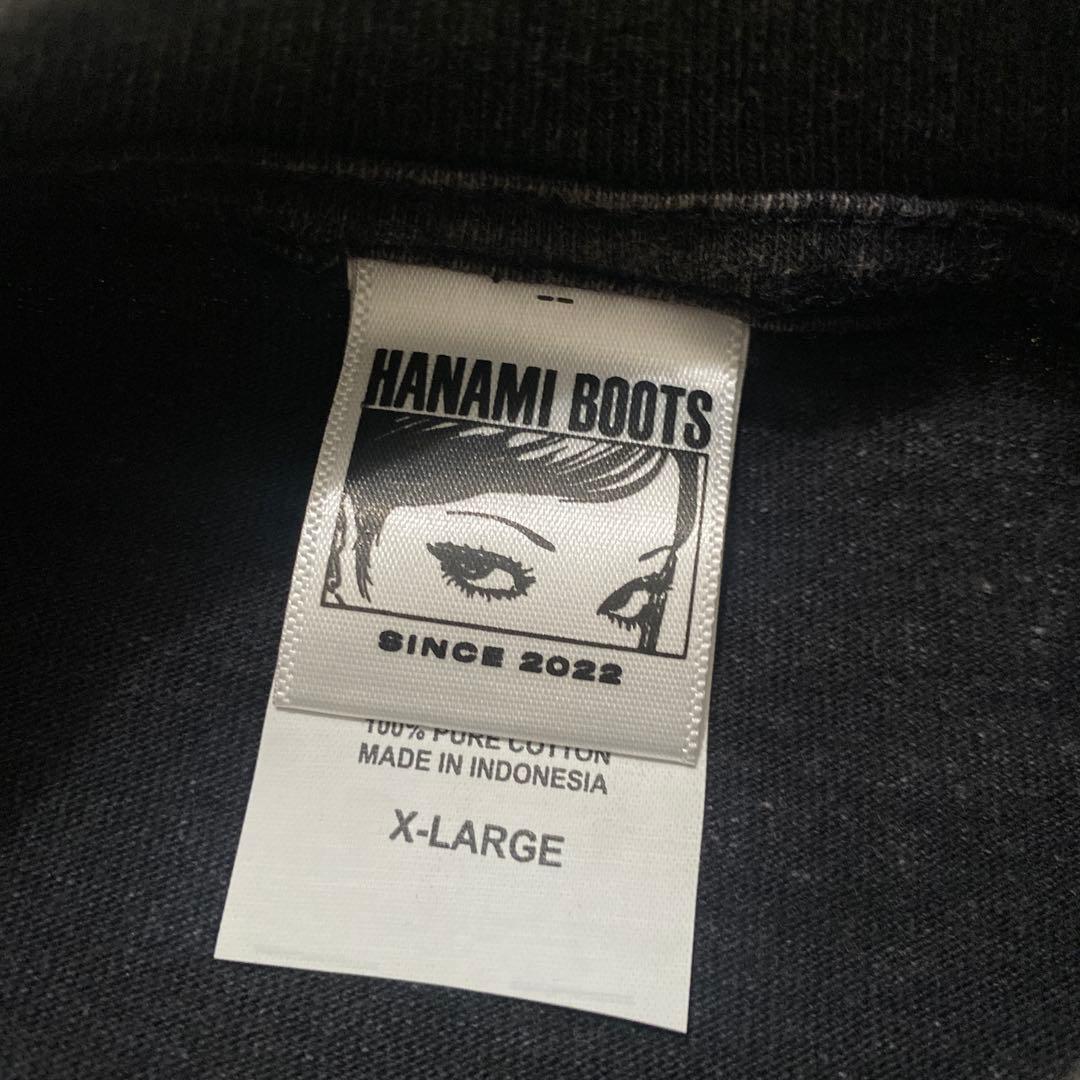 HANAMI BOOTS
SINCE 2022
100% PURE COTTON
MADE IN INDONESIA
X-LARGE